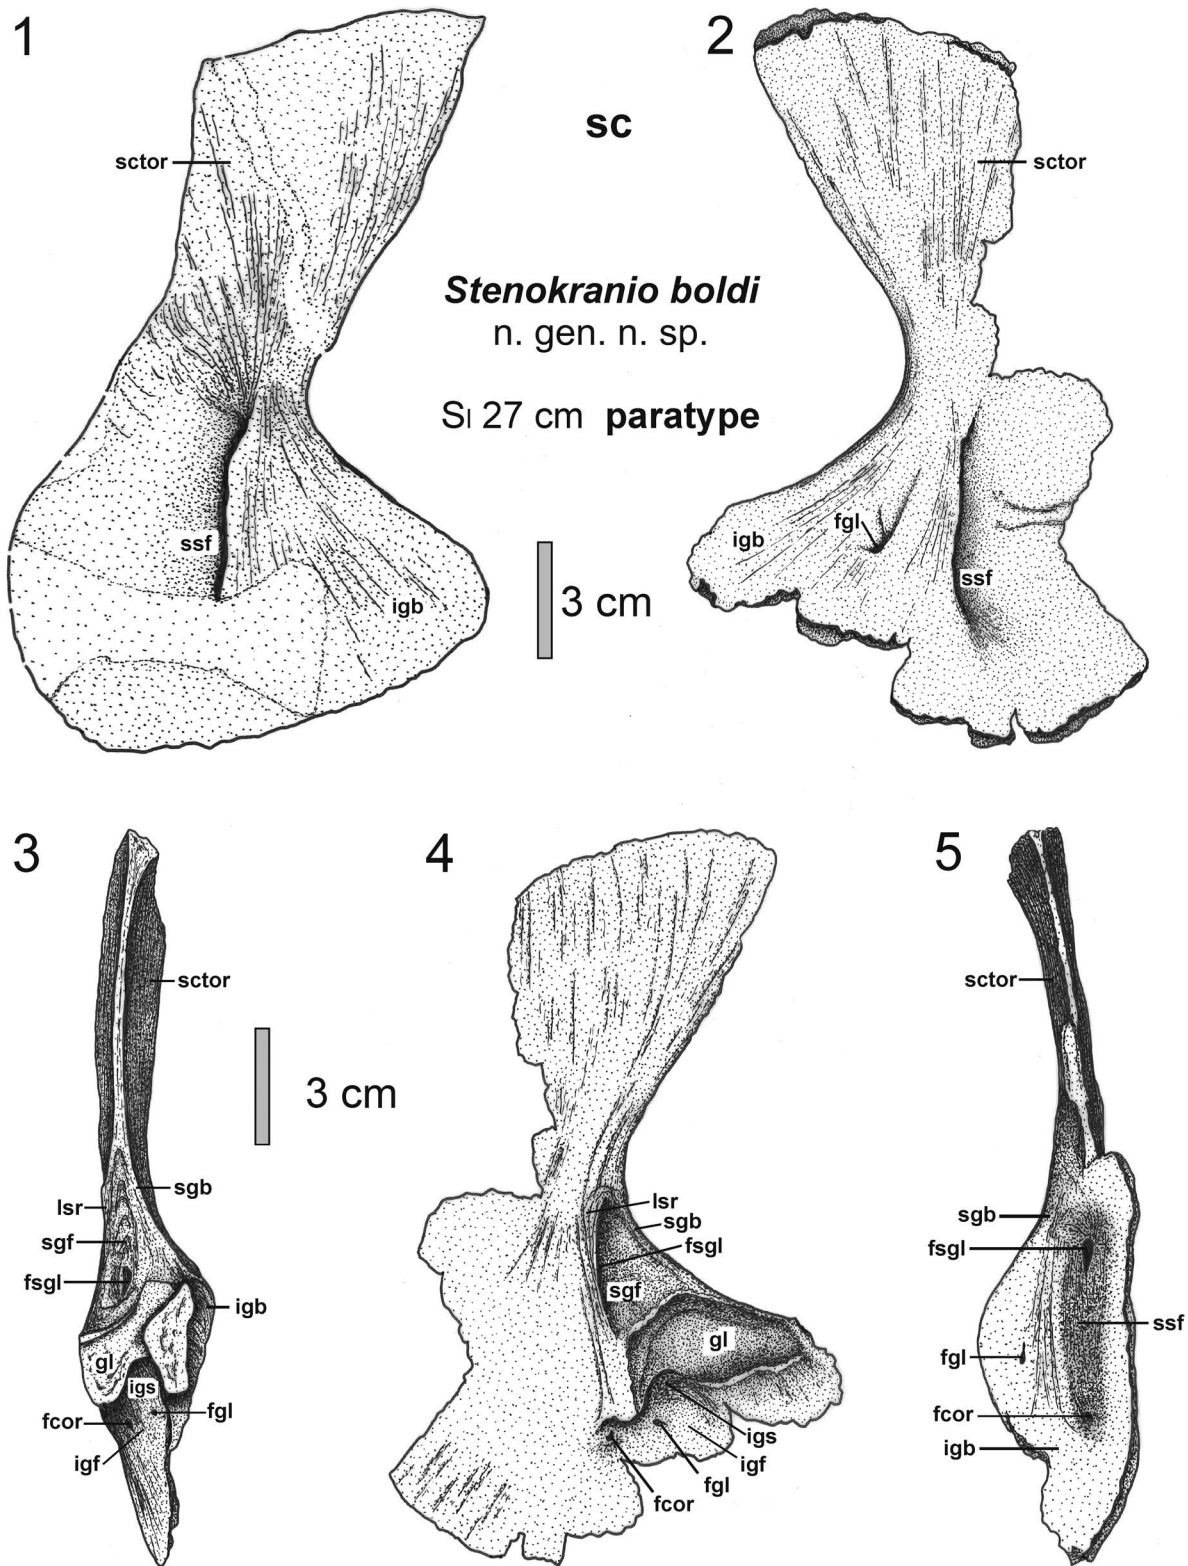 1
2
sctor
sc
sctor
Stenokranio boldi
n. gen. n. sp.
Sl 27 cm paratype
ssf
igb
3 cm
igb
fgl
ssf
3
4
5
sctor
sgb
lsr
sgf
fsgl
igb
gl
igs
fcor
fgl
igf
3 cm
lsr
sgb
fsgl
sgf
gl
igs
igf
fgl
fcor
sctor
sgb
fsgl
ssf
fgl
fcor
igb